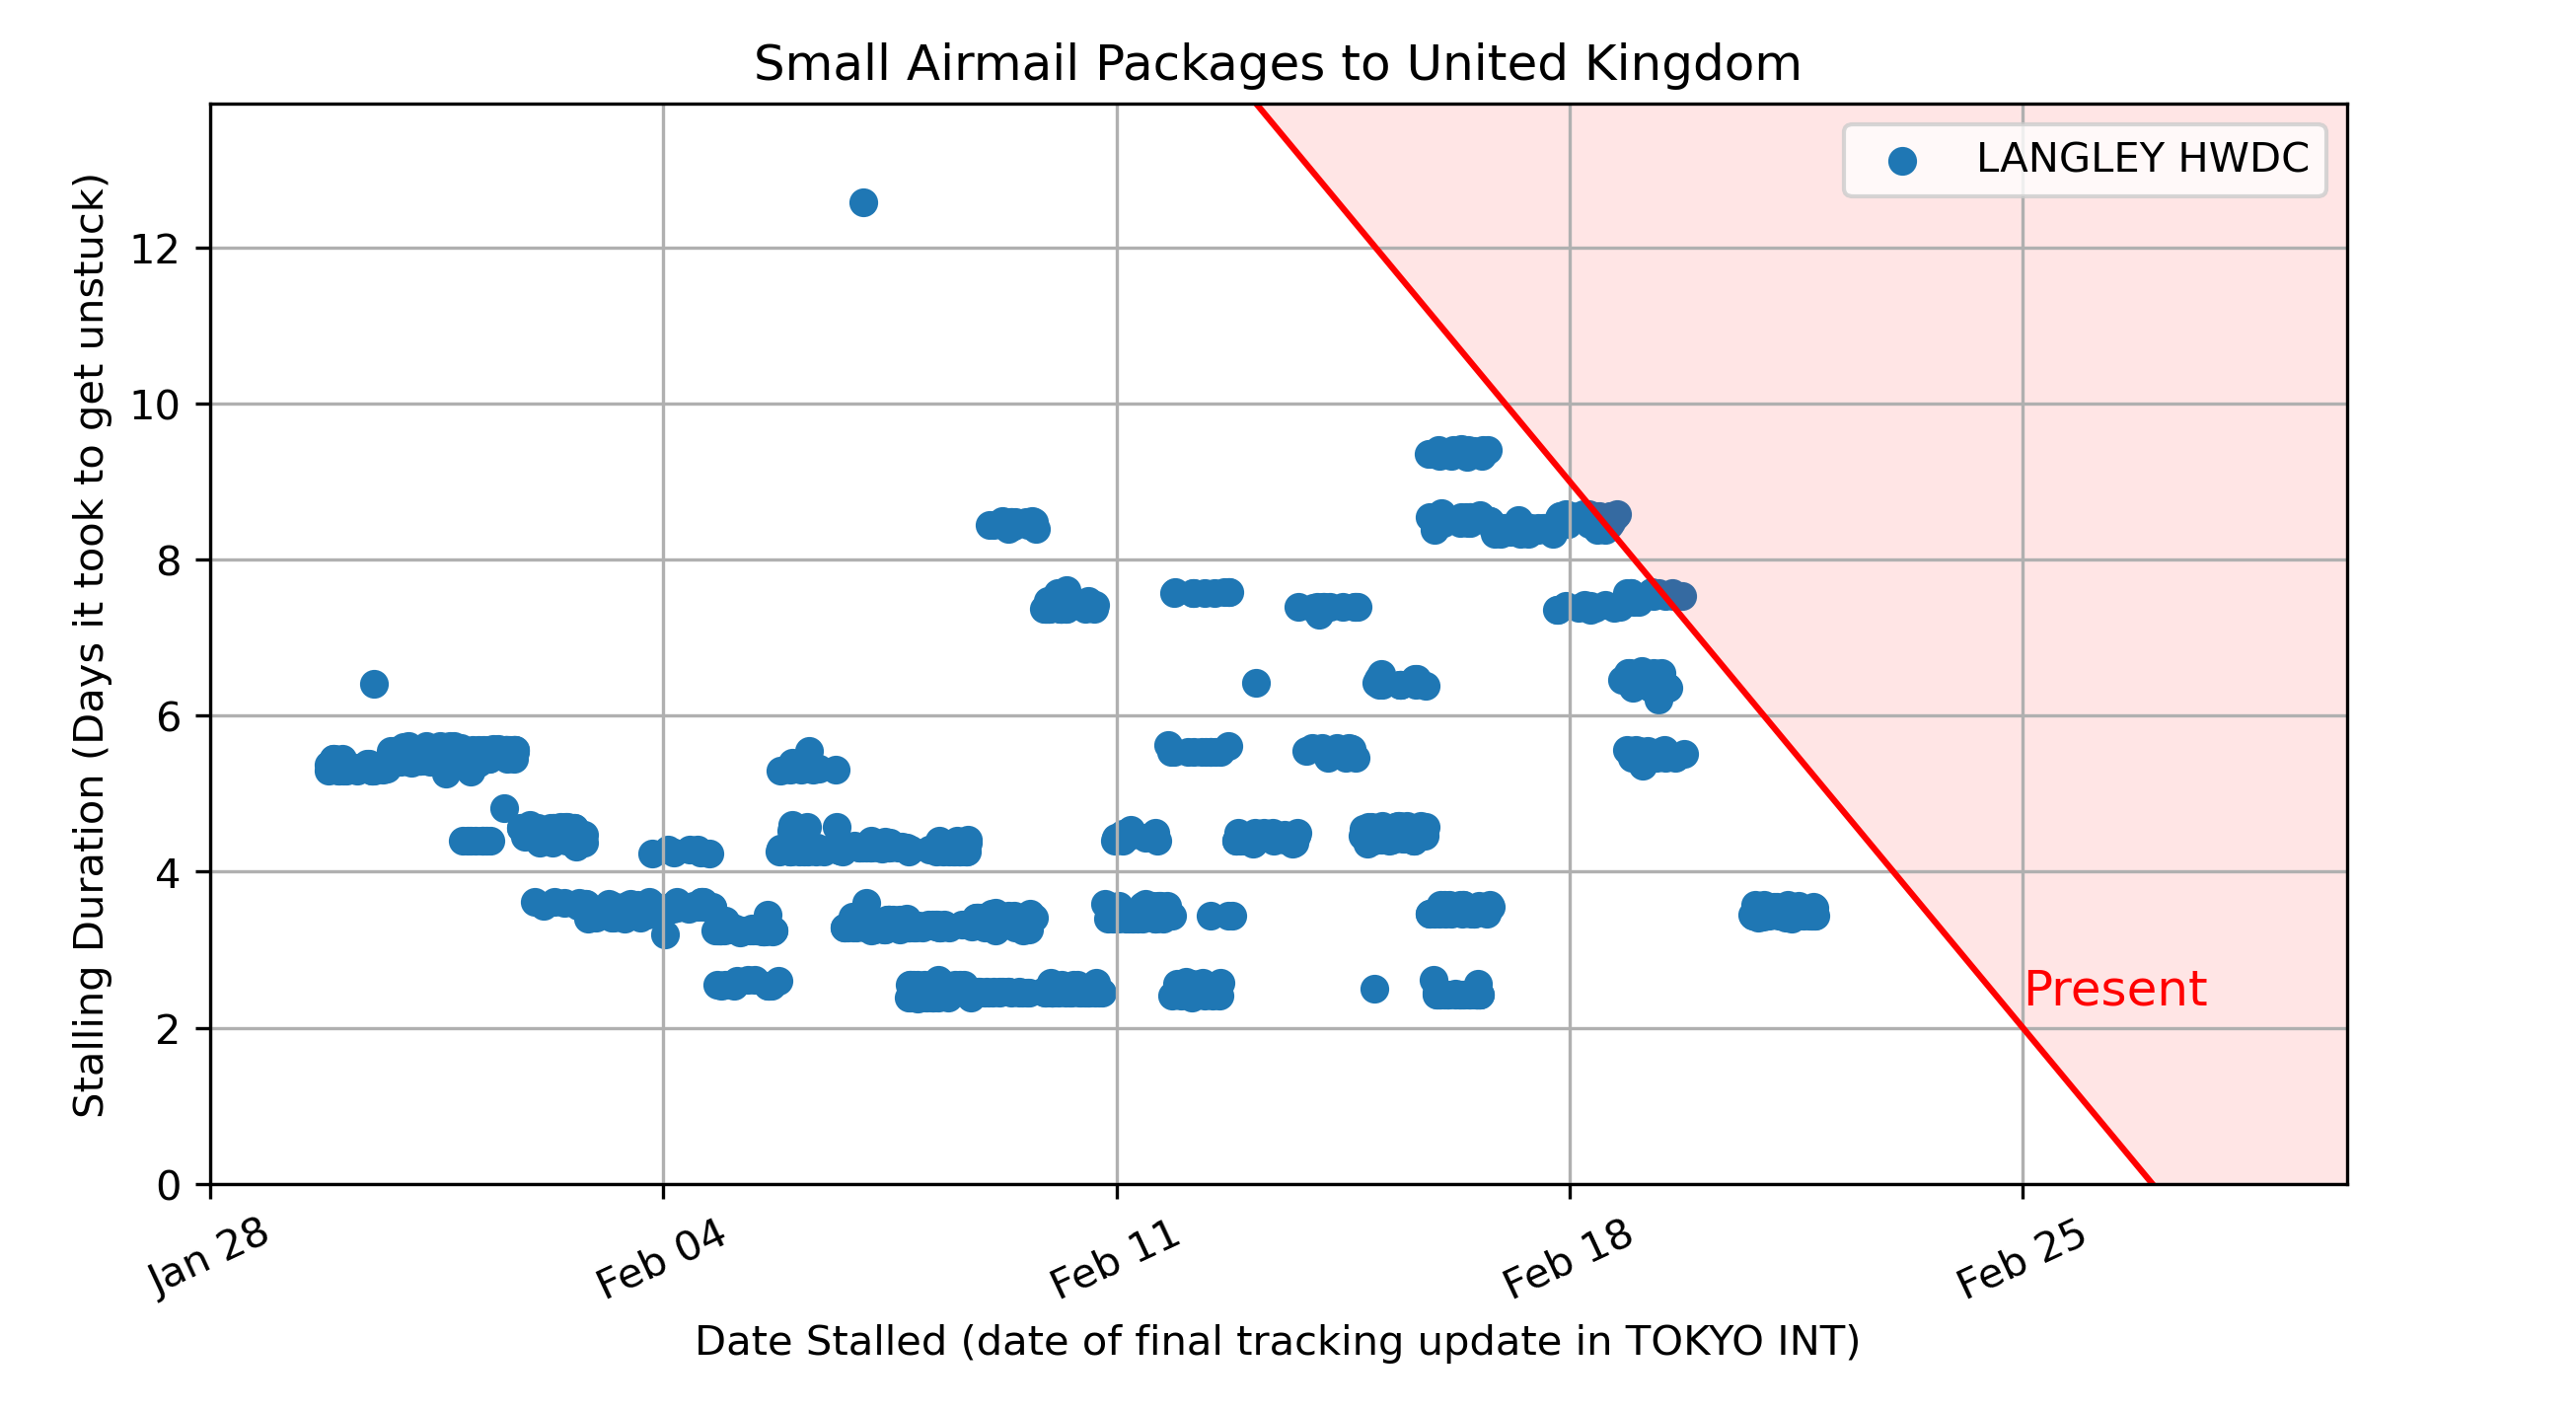 Small Airmail Packages to United Kingdom
LANGLEY HWDC
Stalling Duration (Days it took to get unstuck)
12
10
8
6
4
2
0
Present
Jan 28
Feb 04
Feb 11
Feb 18
Feb 25
Date Stalled (date of final tracking update in TOKYO INT)